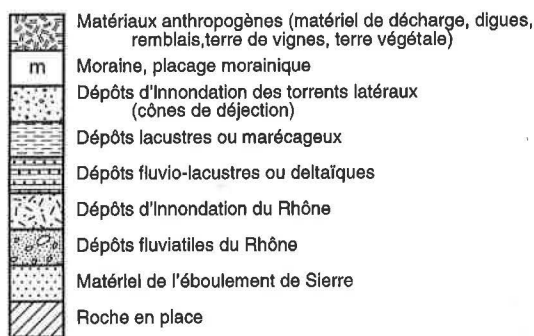 Matériaux anthropogènes (matériel de décharge, digues,
remblais,terre de vignes, terre végétale)
m
Moraine, placage morainique
Dépôts d'Innondation des torrents latéraux
(cônes de déjection)
Dépôts lacustres ou marécageux
Dépôts fluvio-lacustres ou deltaïques
Dépôts d'Innondation du Rhône
Dépôts fluviatiles du Rhône
Matériel de l'éboulement de Sierre
Roche en place